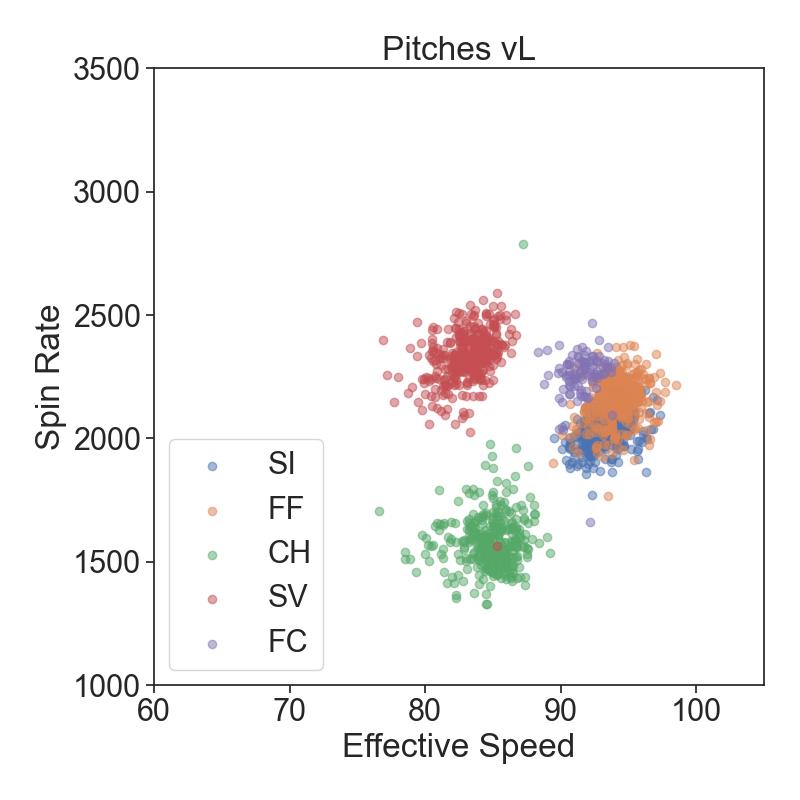 Pitches vL
3500
3000
2500
2000
1500
1000
Spin Rate
SI
FF
CH
SV
FC
60 70 80 90 100
Effective Speed